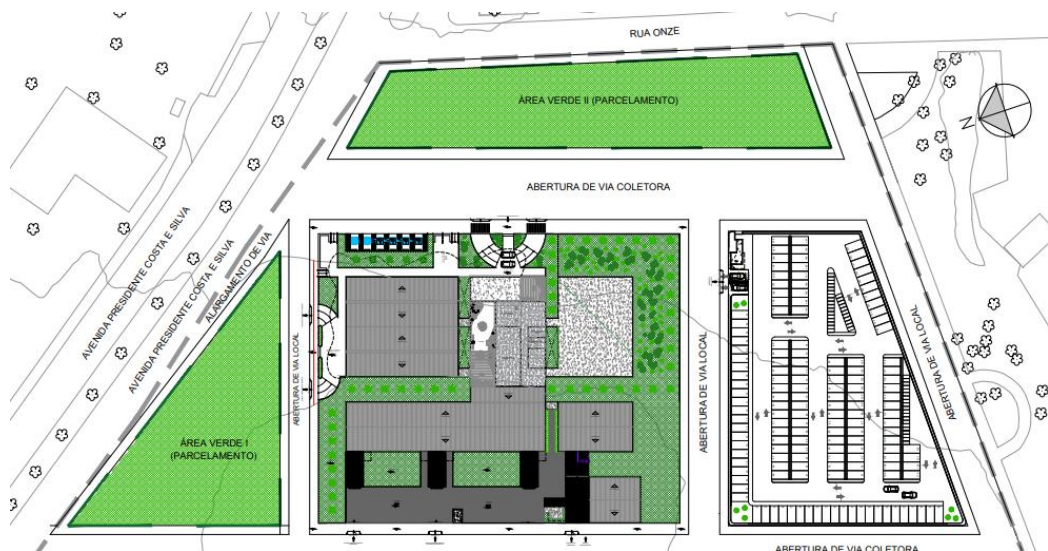 RUA ONZE
ÁREA VERDE II (PARCELAMENTO)
N
ABERTURA DE VIA COLETORA
AVENIDA PRESIDENTE COSTA E SILVA
AVENIDA PRESIDENTE COSTA E SILVA
ALARGAMENTO DE VIA
ABERTURA DE VIA LOCAL
ABERTURA DE VIA LOCAL
ABERTURA DE VIA LOCAL
ÁREA VERDE I
(PARCELAMENTO)
ABERTURA DE VIA COLETORA